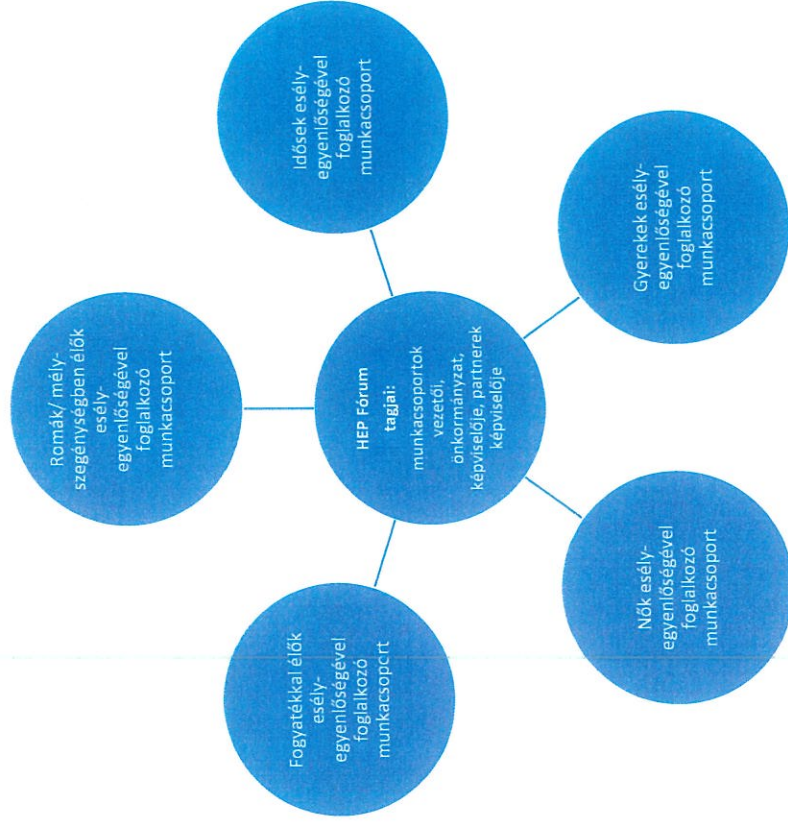 Romák/ mély-
szegénységben élők
esély-
egyenlőségével
foglalkozó
munkacsoport
Idősek esély-
egyenlőségével
foglalkozó
munkacsoport
Gyerekek esély-
egyenlőségével
foglalkozó
munkacsoport
Nők esély-
egyenlőségével
foglalkozó
munkacsoport
Fogyatékkal élők
esély-
egyenlőségével
foglalkozó
munkacsoport
HEP Fórum
tagjai:
munkacsoportok
vezetői,
önkormányzat,
képviselője, partnerek
képviselője